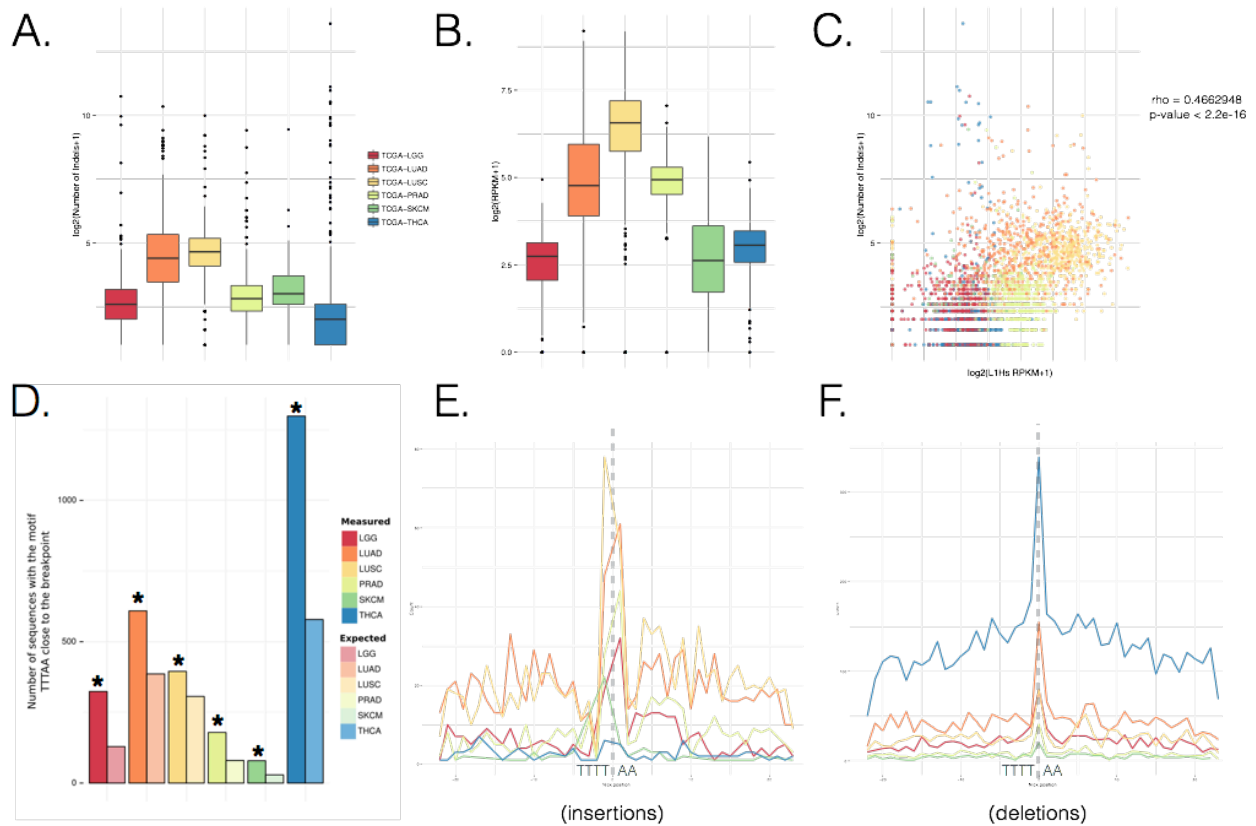 A.
log2(Number of Indels+1)
10
5
TCGA-LGG
TCGA-LUAD
TCGA-LUSC
TCGA-PRAD
TCGA-SKCM
TCGA-THCA
B.
log2(RPKM+1)
7.5
5.0
2.5
0.0
C.
log2(Number of Indels+1)
10
5
log2(L1Hs RPKM+1)
rho = 0.4662948
p-value < 2.2e-16
D.
Number of sequences with the motif
TTTAA close to the breakpoint
1000
500
0
* * * * * *
Measured
LGG
LUAD
LUSC
PRAD
SKCM
THCA
Expected
LGG
LUAD
LUSC
PRAD
SKCM
THCA
E.
TTTT AA
Nick position
(insertions)
F.
TTTT AA
Nick position
(deletions)